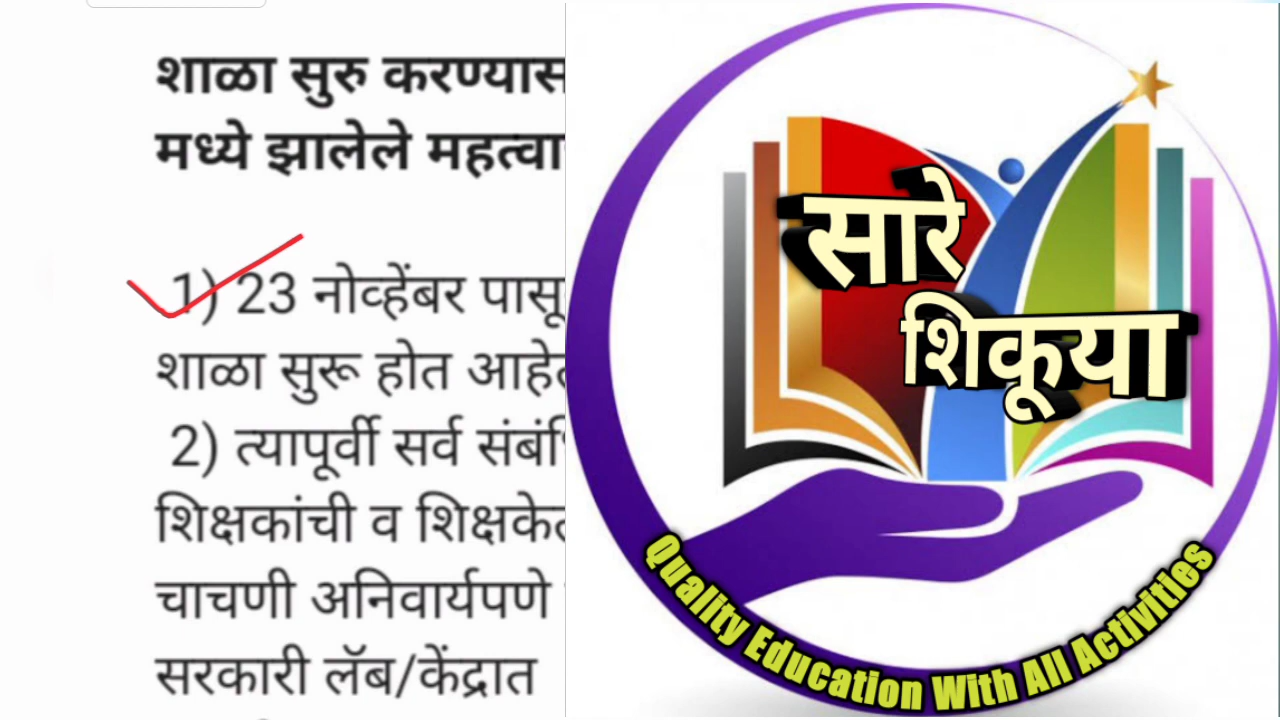 शाळा सुरु करण्यास
मध्ये झालेले महत्वा
1) 23 नोव्हेंबर पासू
शाळा सुरू होत आहे
2) त्यापूर्वी सर्व संबं
शिक्षकांची व शिक्षके
चाचणी अनिवार्यपणे
सरकारी लॅब/केंद्रात
सारे
शिकूया
Quality Education With All Activities